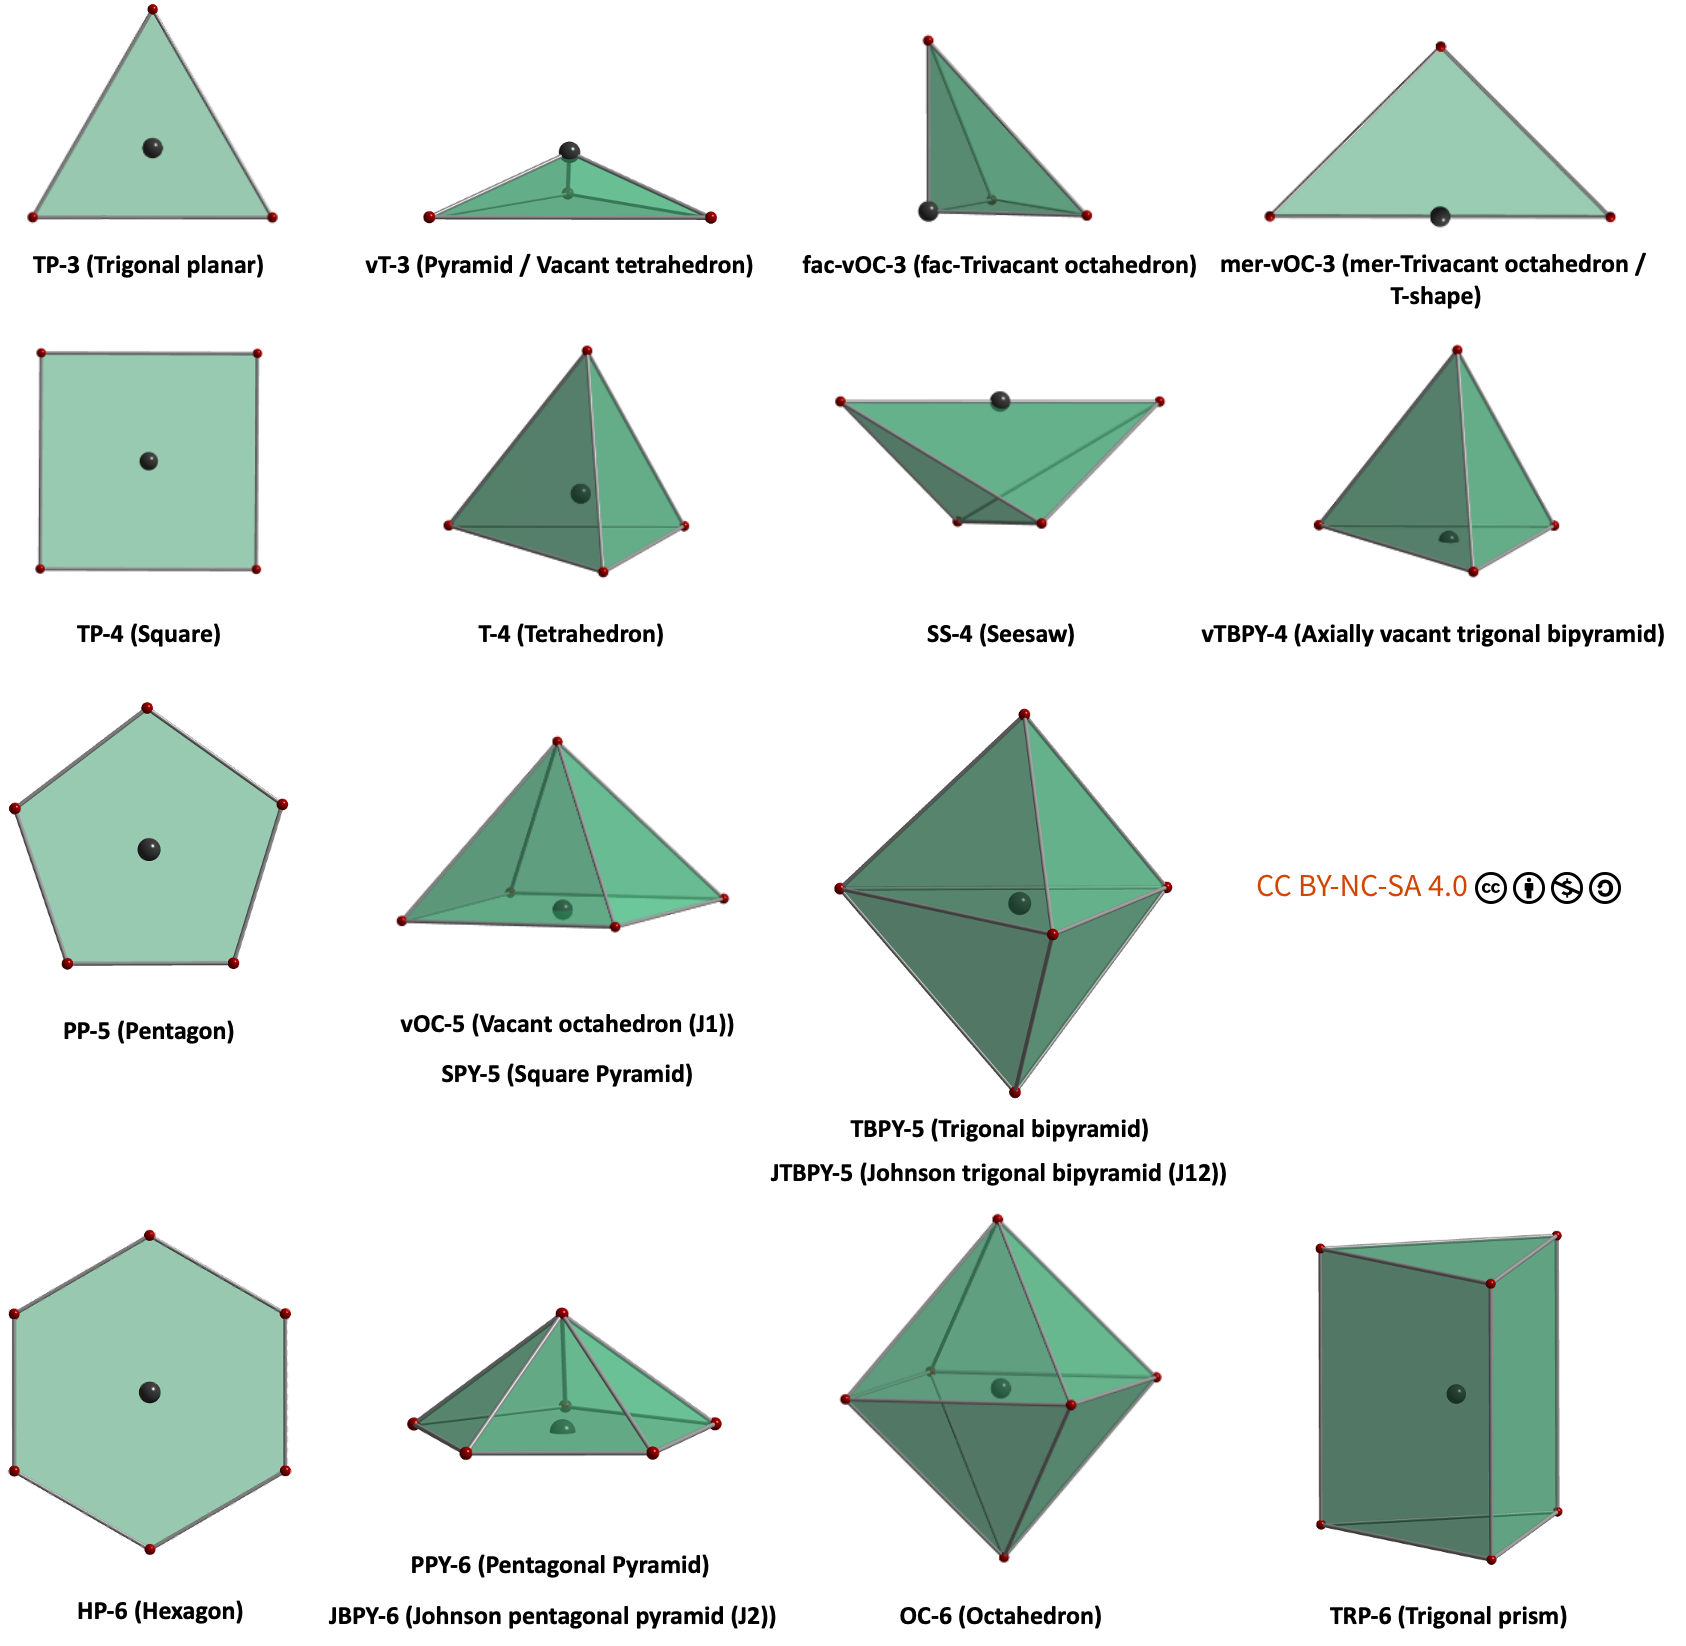 TP-3 (Trigonal planar)
vT-3 (Pyramid / Vacant tetrahedron)
fac-vOC-3 (fac-Trivacant octahedron)
mer-vOC-3 (mer-Trivacant octahedron /
T-shape)
TP-4 (Square)
T-4 (Tetrahedron)
SS-4 (Seesaw)
vTBPY-4 (Axially vacant trigonal bipyramid)
PP-5 (Pentagon)
vOC-5 (Vacant octahedron (J1))
SPY-5 (Square Pyramid)
TBPY-5 (Trigonal bipyramid)
JTBPY-5 (Johnson trigonal bipyramid (J12))
CC BY-NC-SA 4.0 cc
HP-6 (Hexagon)
PPY-6 (Pentagonal Pyramid)
JBPY-6 (Johnson pentagonal pyramid (J2))
OC-6 (Octahedron)
TRP-6 (Trigonal prism)